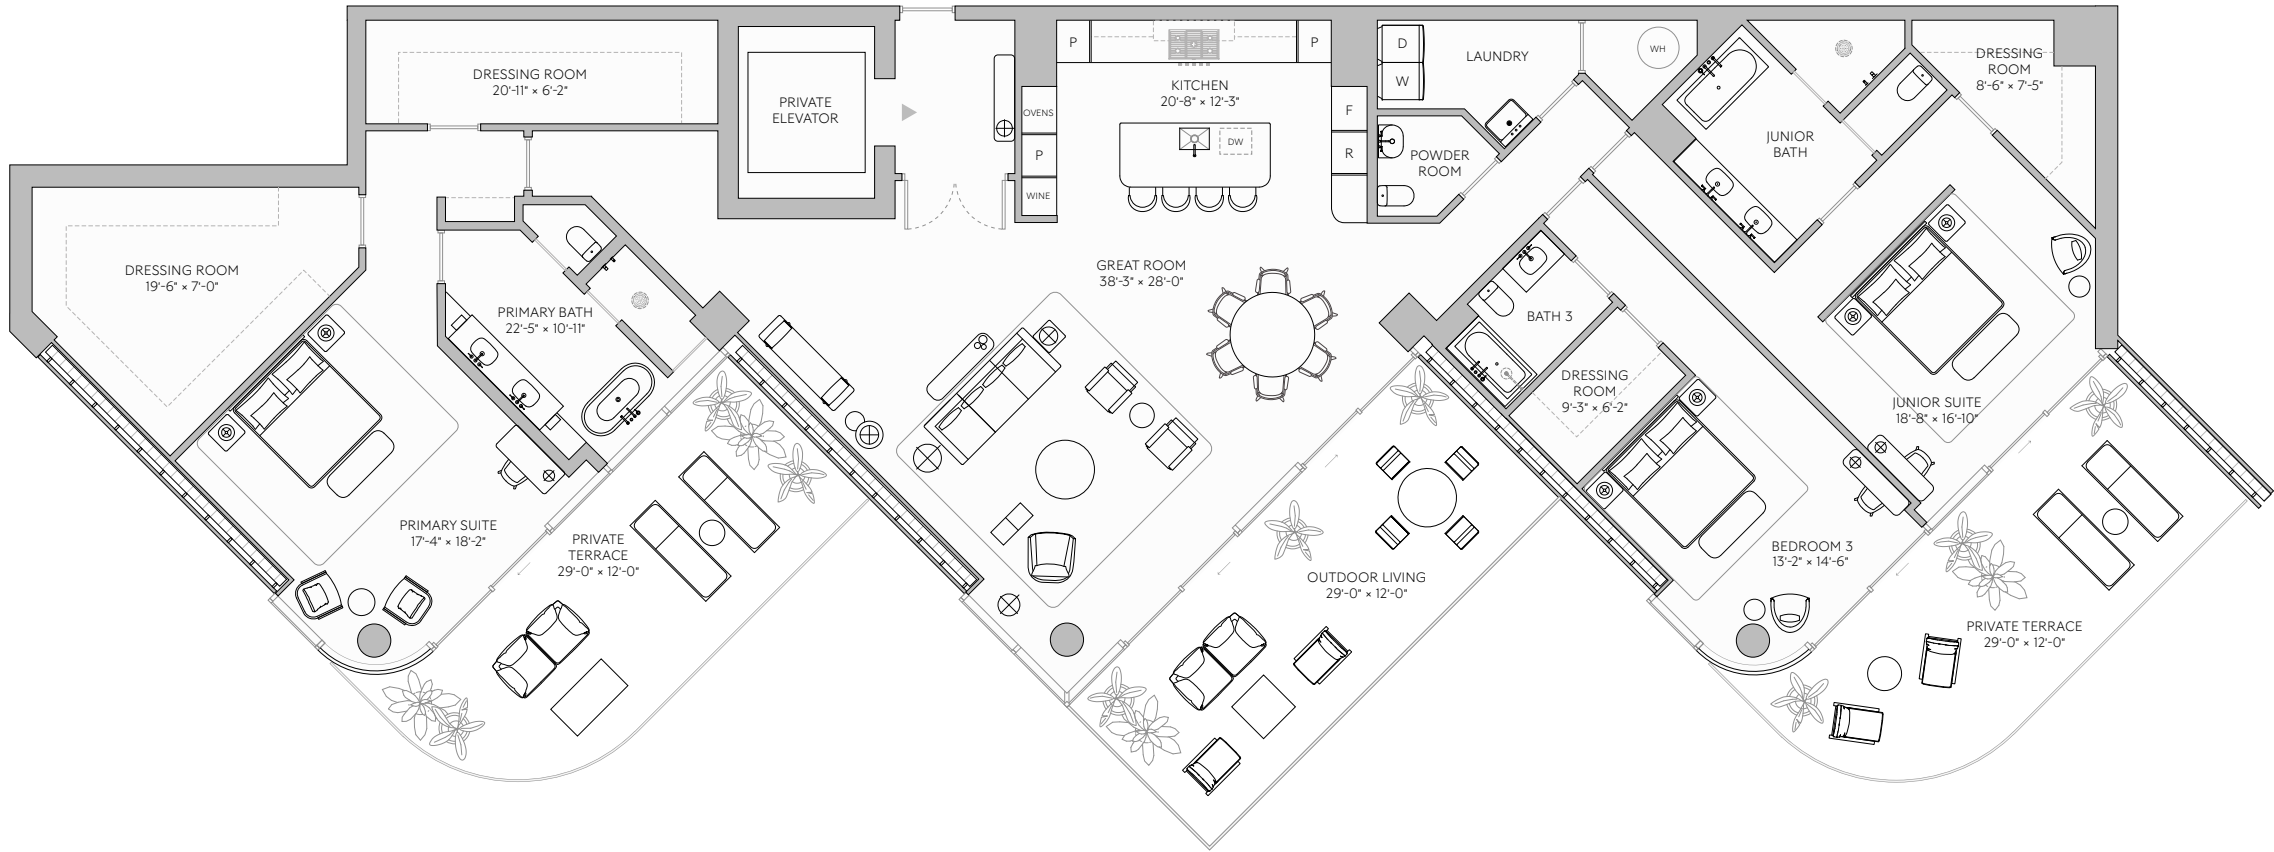 DRESSING ROOM
20'-11" × 6'-2"
PRIVATE
ELEVATOR
P
P
KITCHEN
20'-8" × 12'-3"
OVENS
P
WINE
DW
F
R
D
W
LAUNDRY
WH
POWDER
ROOM
JUNIOR
BATH
DRESSING
ROOM
8'-6" × 7'-5"
DRESSING ROOM
19'-6" × 7'-0"
PRIMARY BATH
22'-5" × 10'-11"
GREAT ROOM
38'-3" × 28'-0"
BATH 3
DRESSING
ROOM
9'-3" × 6'-2"
JUNIOR SUITE
18'-8" × 16'-10"
PRIMARY SUITE
17'-4" × 18'-2"
PRIVATE
TERRACE
29'-0" × 12'-0"
OUTDOOR LIVING
29'-0" × 12'-0"
BEDROOM 3
13'-2" × 14'-6"
PRIVATE TERRACE
29'-0" × 12'-0"